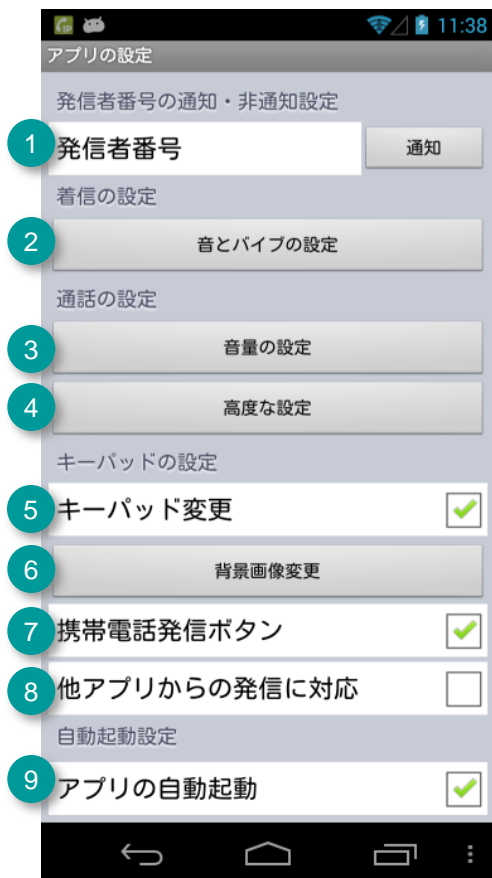 IP
11:38
アプリの設定
発信者番号の通知・非通知設定
1 発信者番号 通知
着信の設定
2 音とバイブの設定
通話の設定
3 音量の設定
4 高度な設定
キーパッドの設定
5 キーパッド変更
6 背景画像変更
7 携帯電話発信ボタン
8 他アプリからの発信に対応
自動起動設定
9 アプリの自動起動